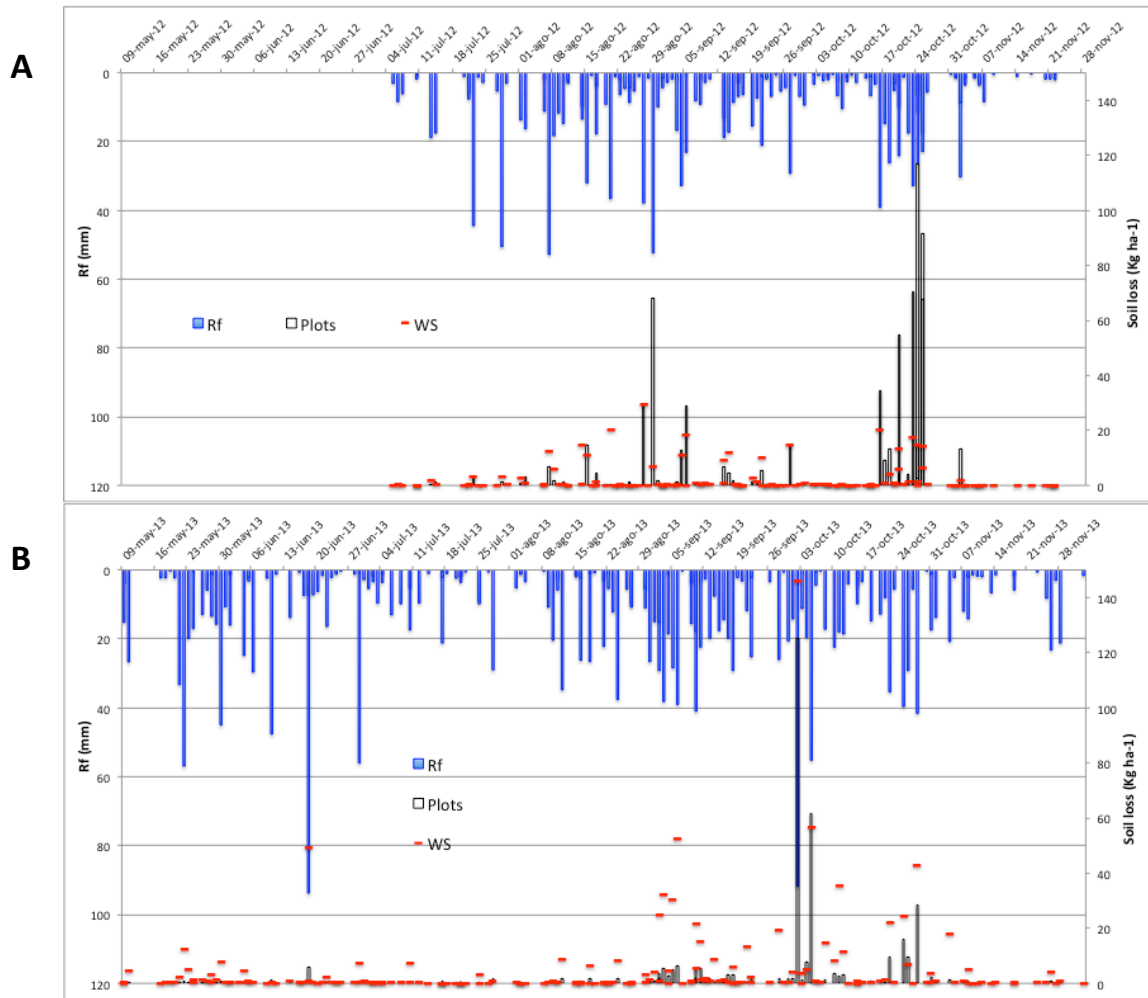 A
09-may-12 16-may-12 23-may-12 30-may-12 06-jun-12 13-jun-12 20-jun-12 27-jun-12 04-jul-12 11-jul-12 18-jul-12 25-jul-12 01-ago-12 08-ago-12 15-ago-12 22-ago-12 29-ago-12 05-sep-12 12-sep-12 19-sep-12 26-sep-12 03-oct-12 10-oct-12 17-oct-12 24-oct-12 31-oct-12 07-nov-12 14-nov-12 21-nov-12 28-nov-12
0
20
40
60
80
100
120
Rf (mm)
140
120
100
80
60
40
20
0
Soil loss (Kg ha-1)
Rf Plots WS
B
09-may-13 16-may-13 23-may-13 30-may-13 06-jun-13 13-jun-13 20-jun-13 27-jun-13 04-jul-13 11-jul-13 18-jul-13 25-jul-13 01-ago-13 08-ago-13 15-ago-13 22-ago-13 29-ago-13 05-sep-13 12-sep-13 19-sep-13 26-sep-13 03-oct-13 10-oct-13 17-oct-13 24-oct-13 31-oct-13 07-nov-13 14-nov-13 21-nov-13 28-nov-13
0
20
40
60
80
100
120
Rf (mm)
140
120
100
80
60
40
20
0
Soil loss (Kg ha-1)
Rf
Plots
WS